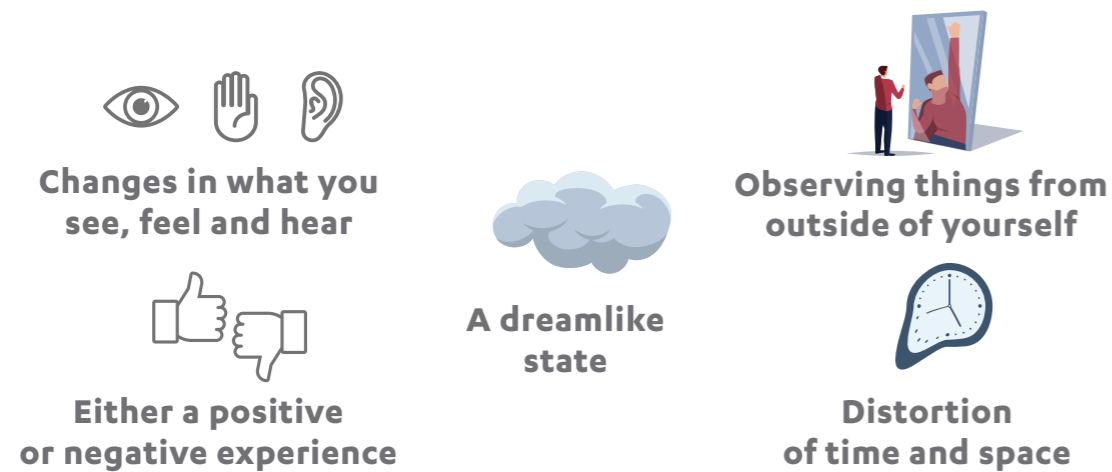 Changes in what you
see, feel and hear
Either a positive
or negative experience
A dreamlike
state
Observing things from
outside of yourself
Distortion
of time and space